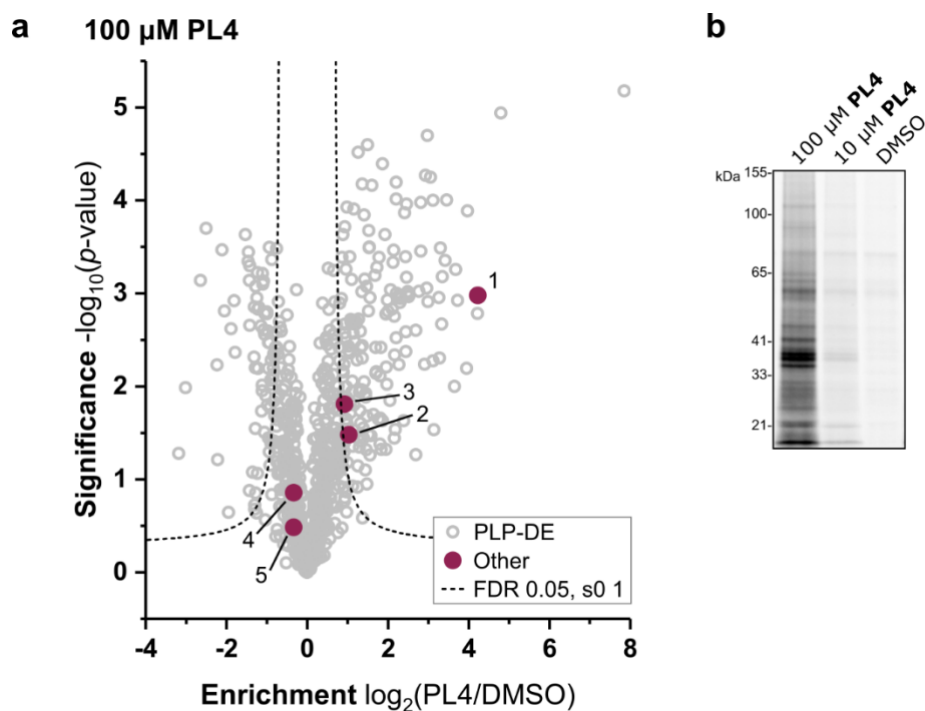 a
100 µM PL4
Significance -log10(p-value)
5
4
3
2
1
0
-4
-2
0
2
4
6
8
Enrichment log2(PL4/DMSO)
1
3
2
4
5
PLP-DE
Other
FDR 0.05, s0 1
b
100 µM PL4
10 µM PL4
DMSO
kDa
155-
100-
65-
41-
33-
21-